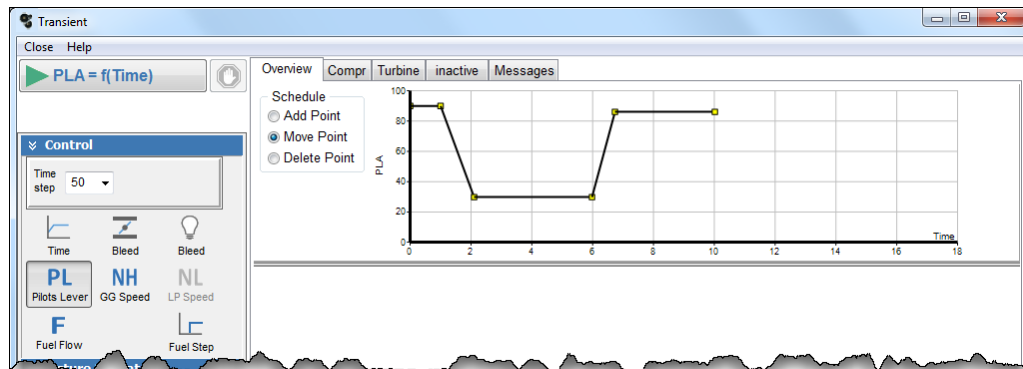 Transient
Close Help
PLA = f(Time)
Overview Compr Turbine inactive Messages
Schedule
Add Point
Move Point
Delete Point
Control
Time
step 50
Time Bleed Bleed
PL NH NL
Pilots Lever GG Speed LP Speed
F
Fuel Flow Fuel Step
PLA
100
80
60
40
20
0
0 2 4 6 8 10 12 14 16 18
Time